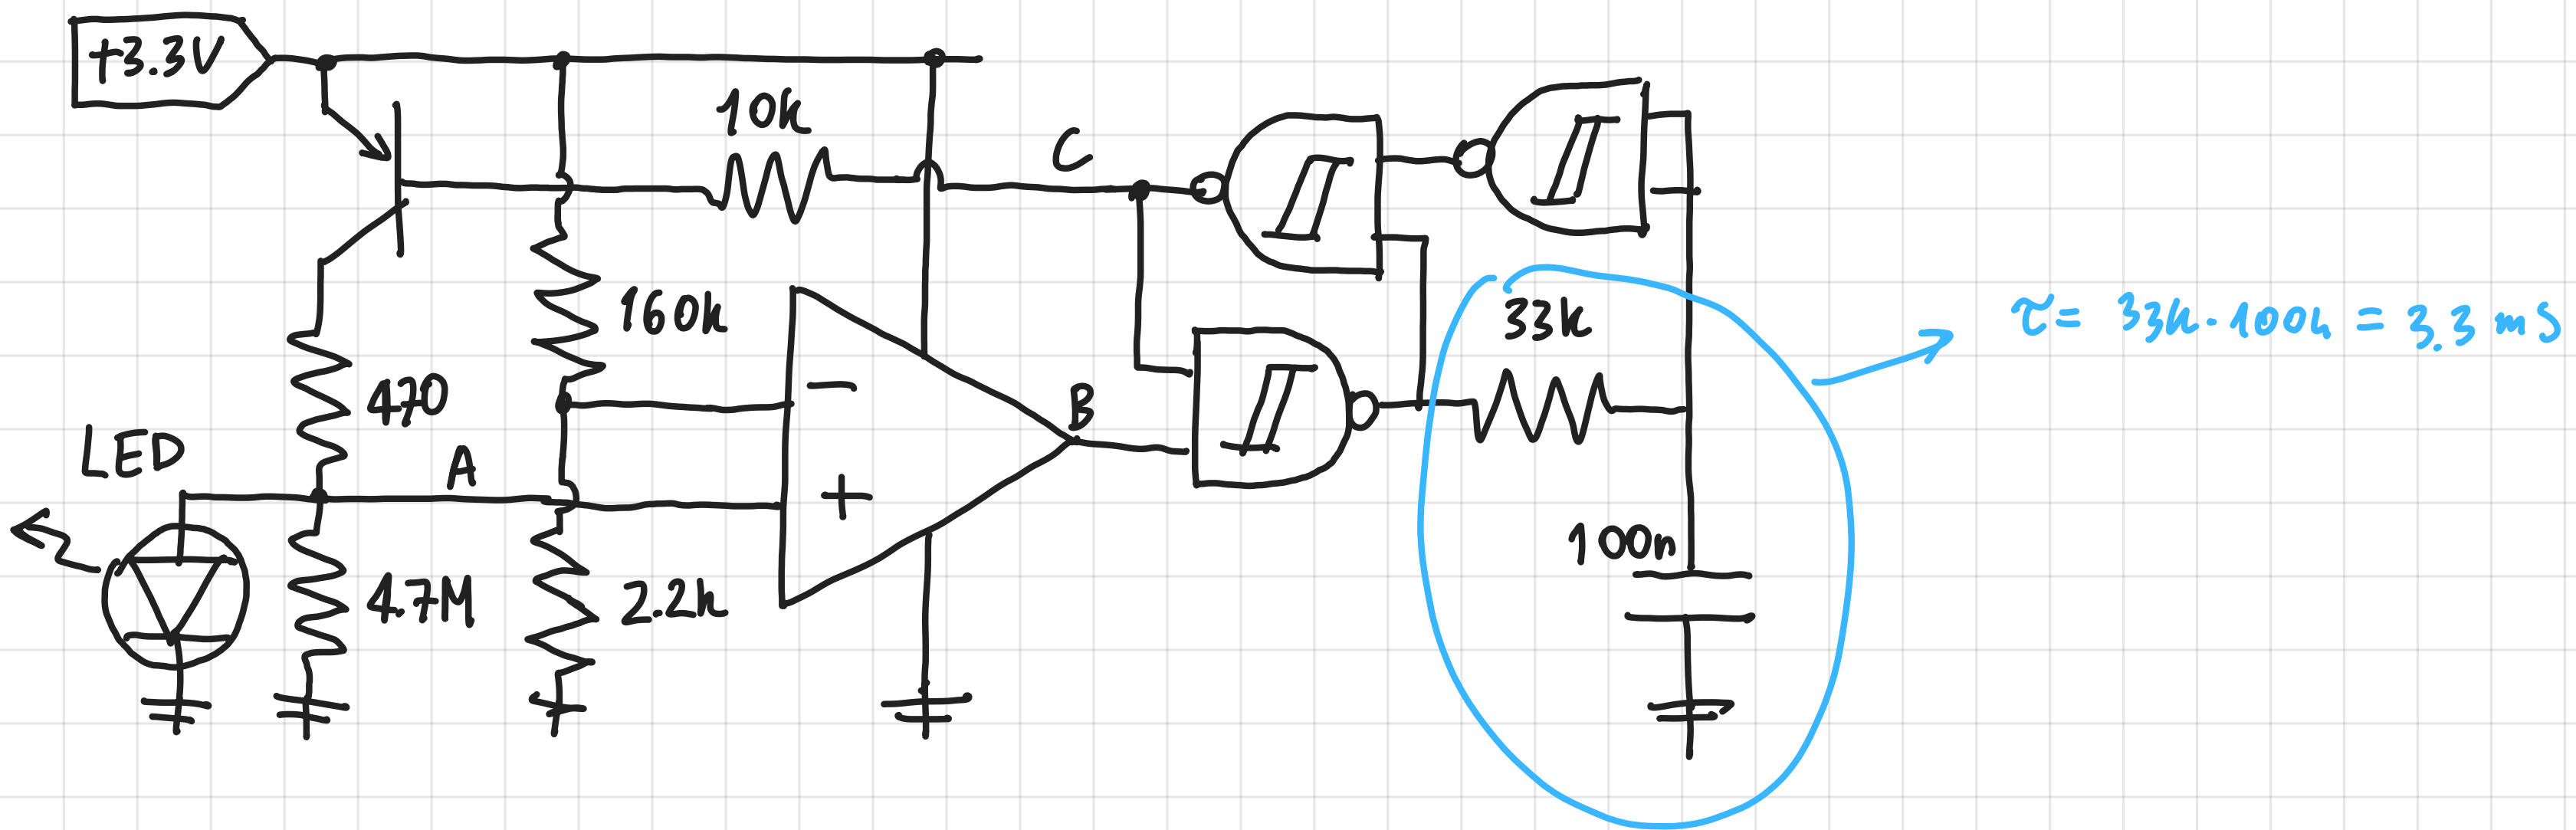 +3.3V
10k
C
160k
33k
τ = 33k · 100n = 3.3 ms
470
B
LED
A
100n
4.7M
2.2k
-
+